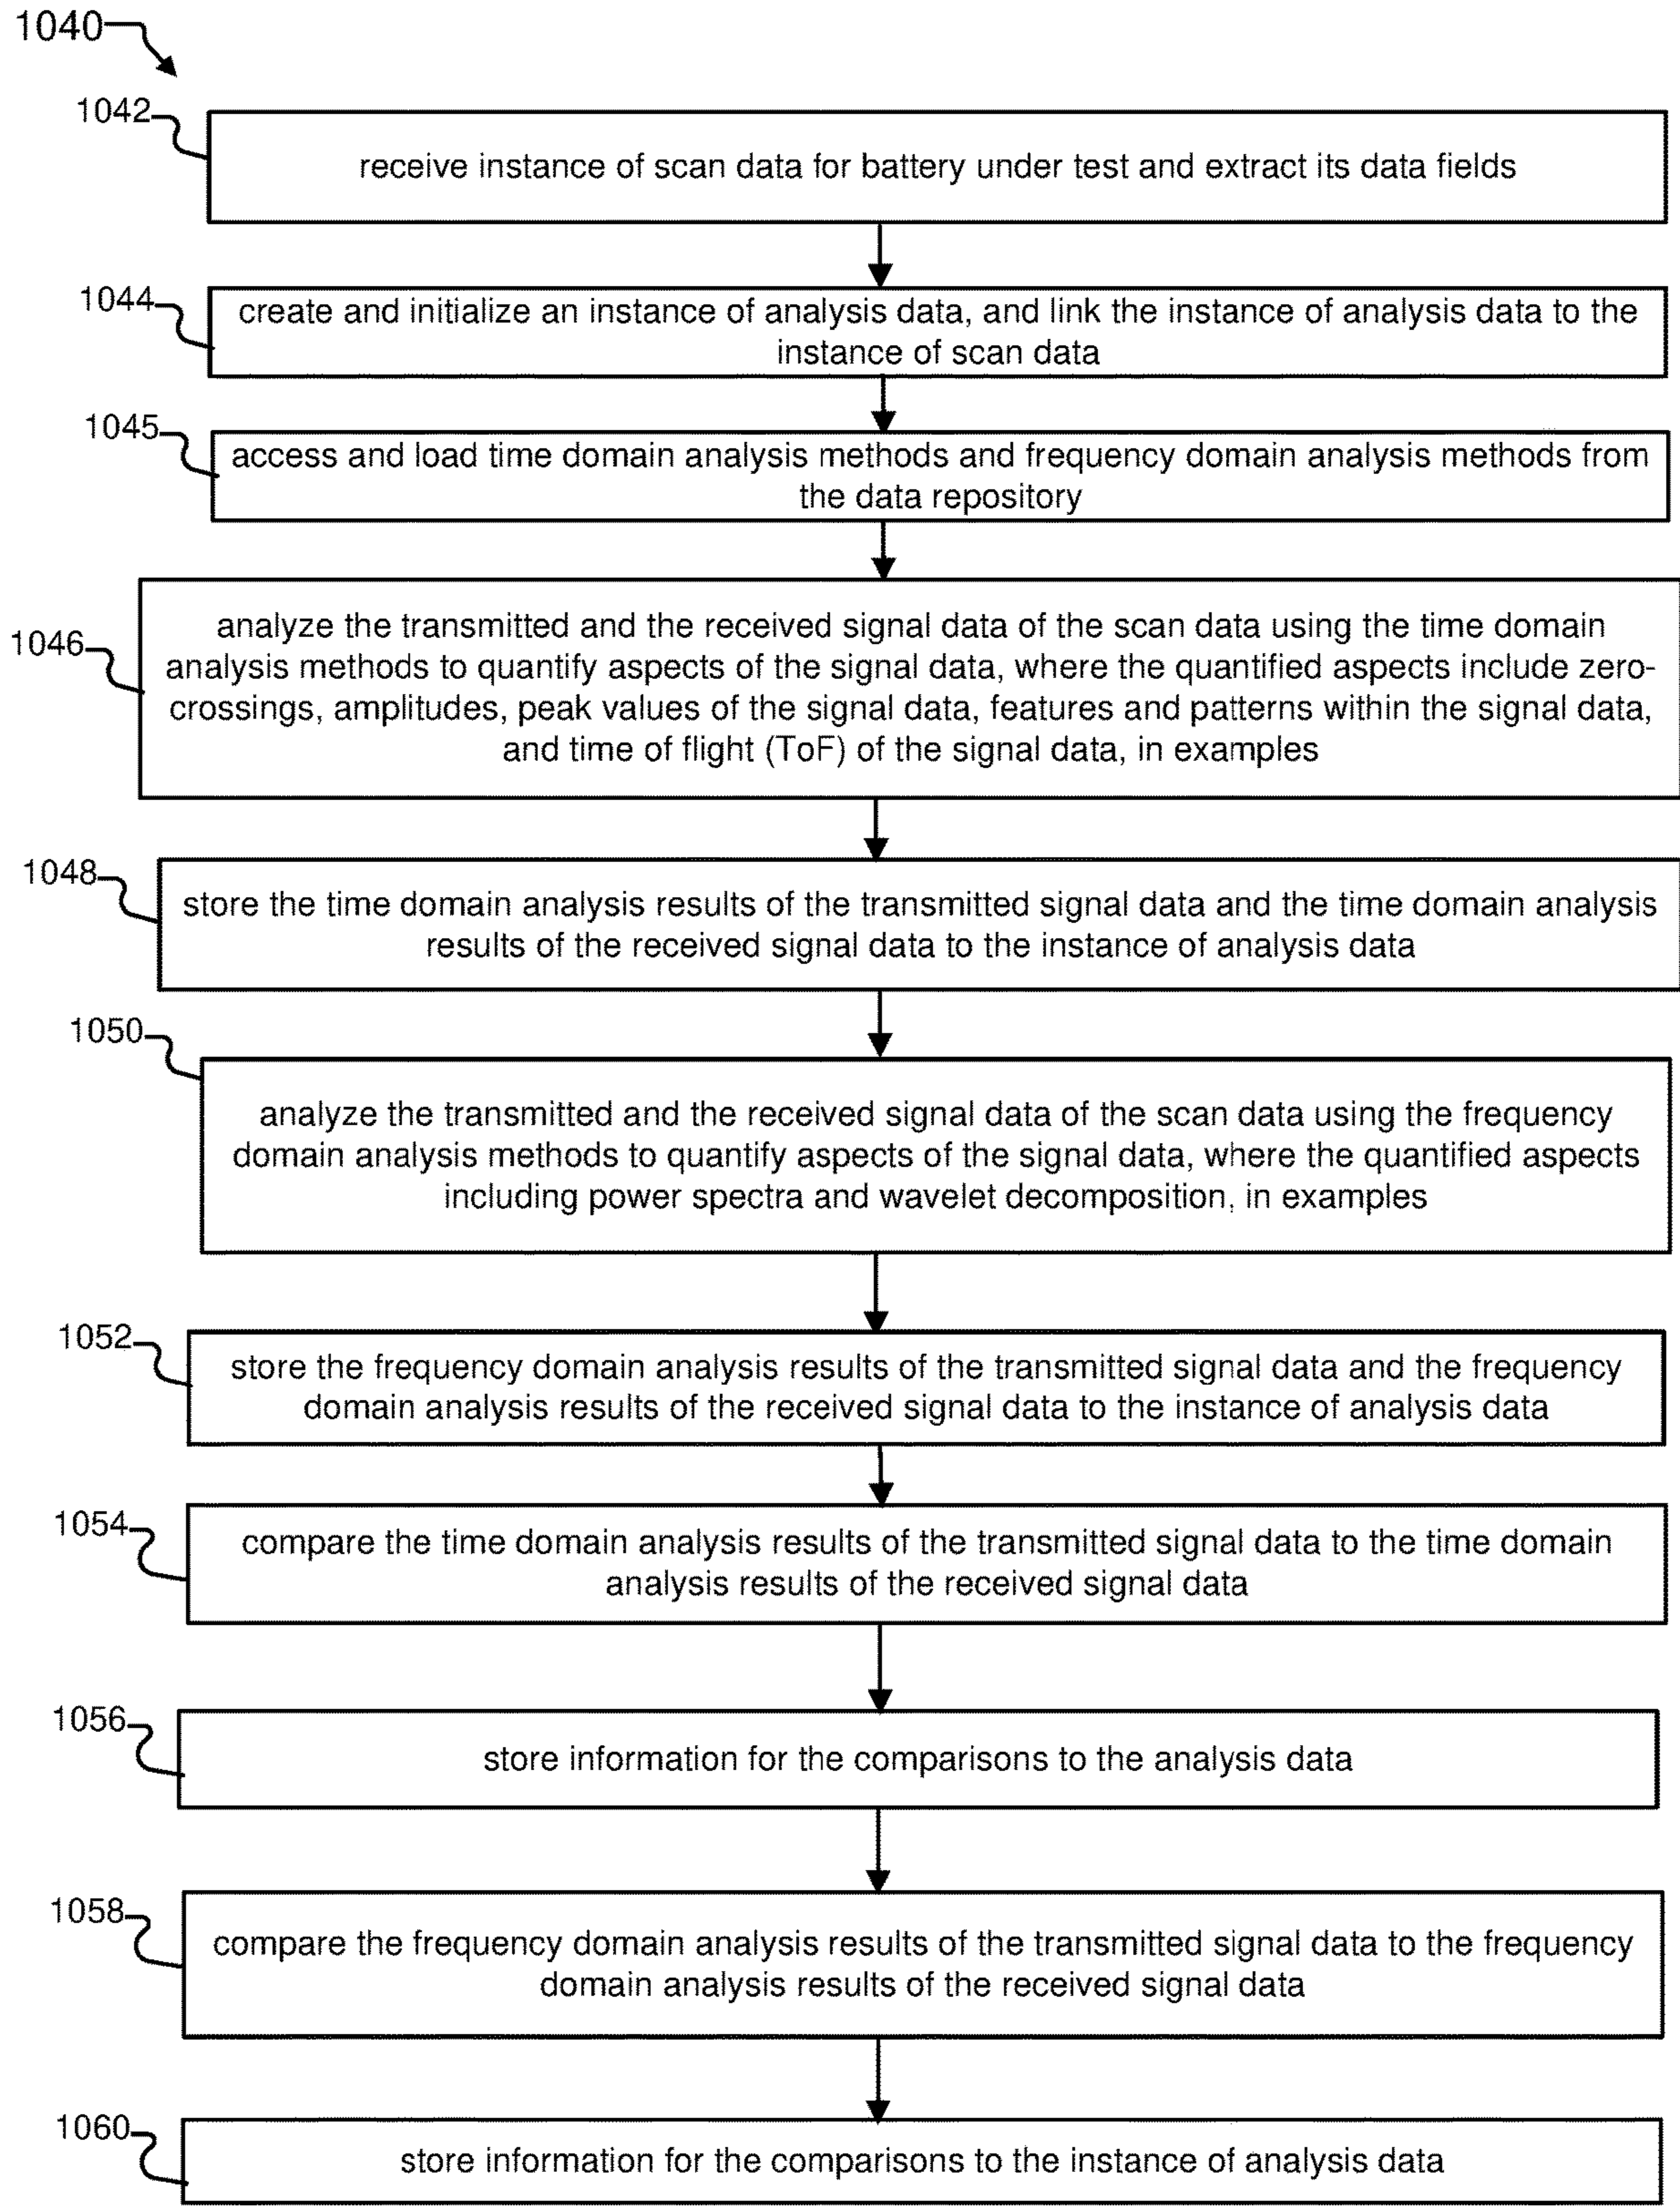 1040
1042
receive instance of scan data for battery under test and extract its data fields
1044
create and initialize an instance of analysis data, and link the instance of analysis data to the
instance of scan data
1045
access and load time domain analysis methods and frequency domain analysis methods from
the data repository
1046
analyze the transmitted and the received signal data of the scan data using the time domain
analysis methods to quantify aspects of the signal data, where the quantified aspects include zero-
crossings, amplitudes, peak values of the signal data, features and patterns within the signal data,
and time of flight (ToF) of the signal data, in examples
1048
store the time domain analysis results of the transmitted signal data and the time domain analysis
results of the received signal data to the instance of analysis data
1050
analyze the transmitted and the received signal data of the scan data using the frequency
domain analysis methods to quantify aspects of the signal data, where the quantified aspects
including power spectra and wavelet decomposition, in examples
1052
store the frequency domain analysis results of the transmitted signal data and the frequency
domain analysis results of the received signal data to the instance of analysis data
1054
compare the time domain analysis results of the transmitted signal data to the time domain
analysis results of the received signal data
1056
store information for the comparisons to the analysis data
1058
compare the frequency domain analysis results of the transmitted signal data to the frequency
domain analysis results of the received signal data
1060
store information for the comparisons to the instance of analysis data